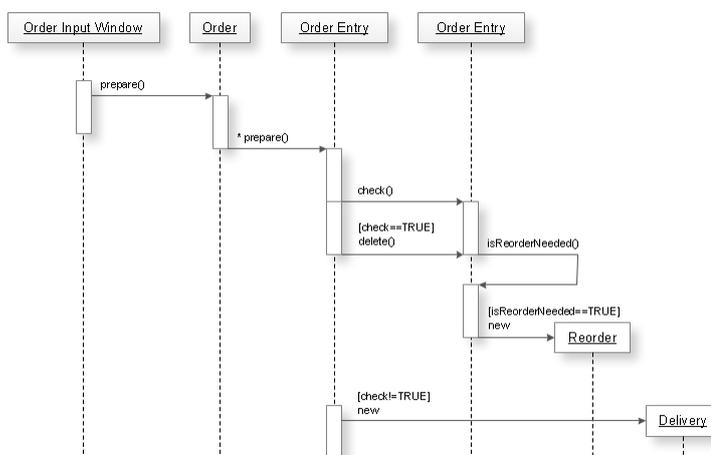 Order Input Window
Order
Order Entry
Order Entry
prepare()
* prepare()
check()
[check==TRUE]
delete()
isReorderNeeded()
[isReorderNeeded==TRUE]
new
Reorder
[check!=TRUE]
new
Delivery